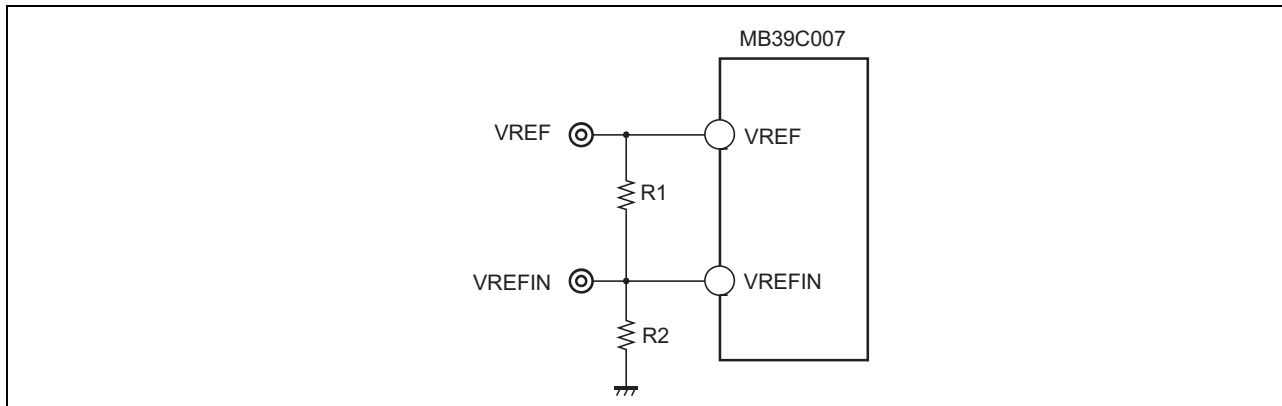 MB39C007
VREF
VREF
R1
VREFIN
VREFIN
R2